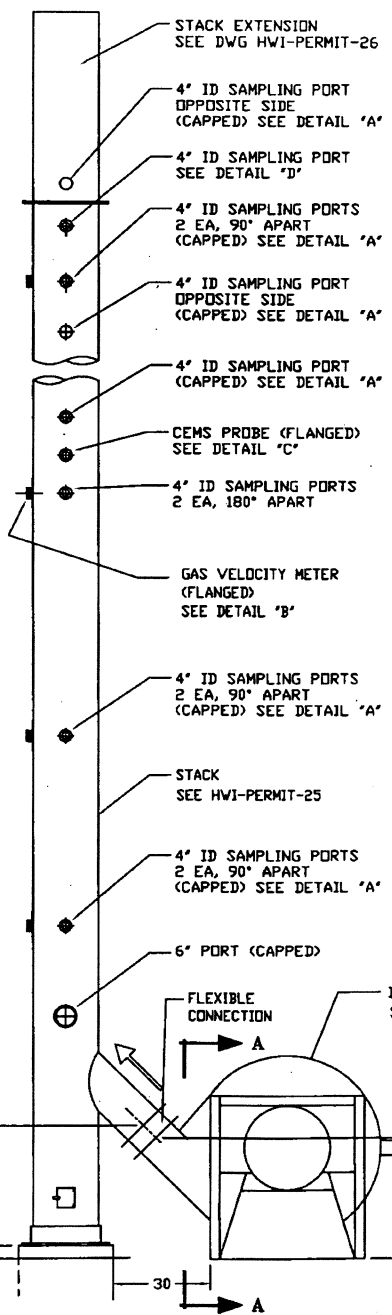 STACK EXTENSION
SEE DWG HWI-PERMIT-26
4" ID SAMPLING PORT
OPPOSITE SIDE
(CAPPED) SEE DETAIL "A"
4" ID SAMPLING PORT
SEE DETAIL "D"
4" ID SAMPLING PORTS
2 EA, 90° APART
(CAPPED) SEE DETAIL "A"
4" ID SAMPLING PORT
OPPOSITE SIDE
(CAPPED) SEE DETAIL "A"
4" ID SAMPLING PORT
(CAPPED) SEE DETAIL "A"
CEMS PROBE (FLANGED)
SEE DETAIL "C"
4" ID SAMPLING PORTS
2 EA, 180° APART
GAS VELOCITY METER
(FLANGED)
SEE DETAIL "B"
4" ID SAMPLING PORTS
2 EA, 90° APART
(CAPPED) SEE DETAIL "A"
STACK
SEE HWI-PERMIT-25
4" ID SAMPLING PORTS
2 EA, 90° APART
(CAPPED) SEE DETAIL "A"
6" PORT (CAPPED)
FLEXIBLE
CONNECTION
A
30
A